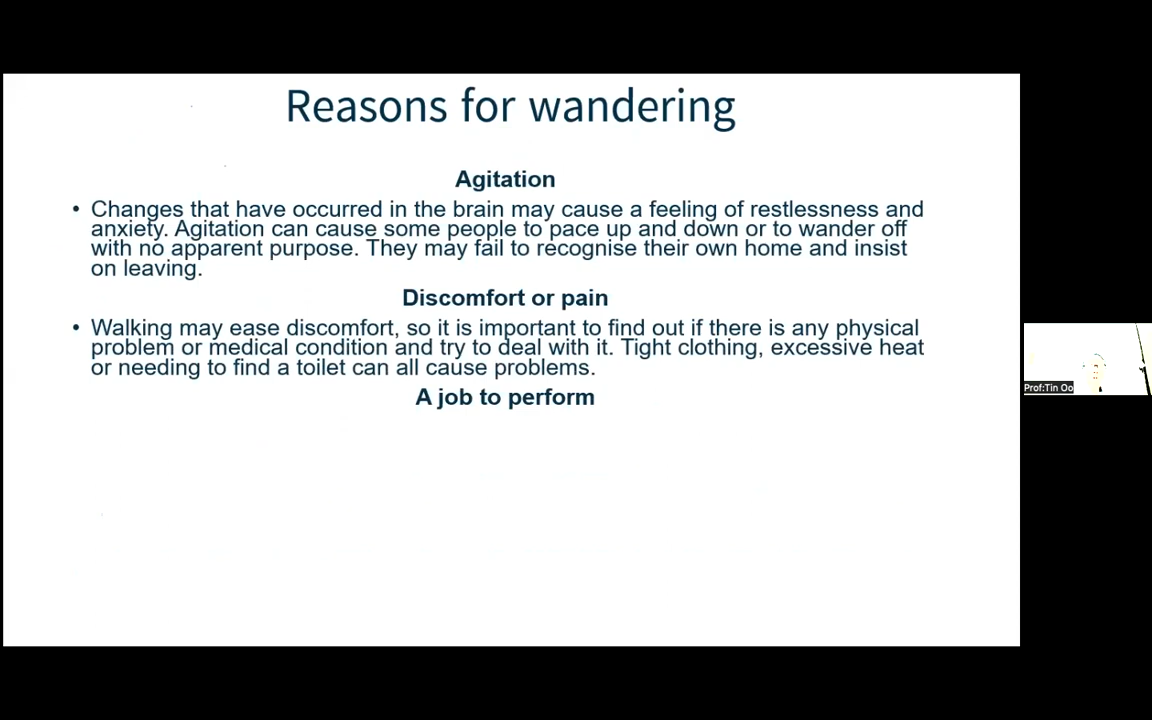 Reasons for wandering
Agitation
• Changes that have occurred in the brain may cause a feeling of restlessness and
anxiety. Agitation can cause some people to pace up and down or to wander off
with no apparent purpose. They may fail to recognise their own home and insist
on leaving.
Discomfort or pain
• Walking may ease discomfort, so it is important to find out if there is any physical
problem or medical condition and try to deal with it. Tight clothing, excessive heat
or needing to find a toilet can all cause problems.
A job to perform
Prof:Tin Oo